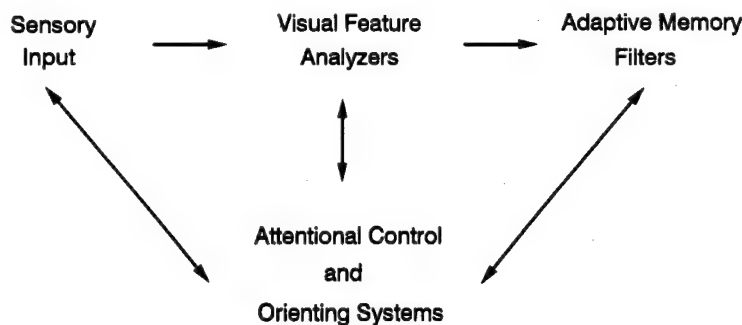 Sensory
Input
Visual Feature
Analyzers
Adaptive Memory
Filters
Attentional Control
and
Orienting Systems